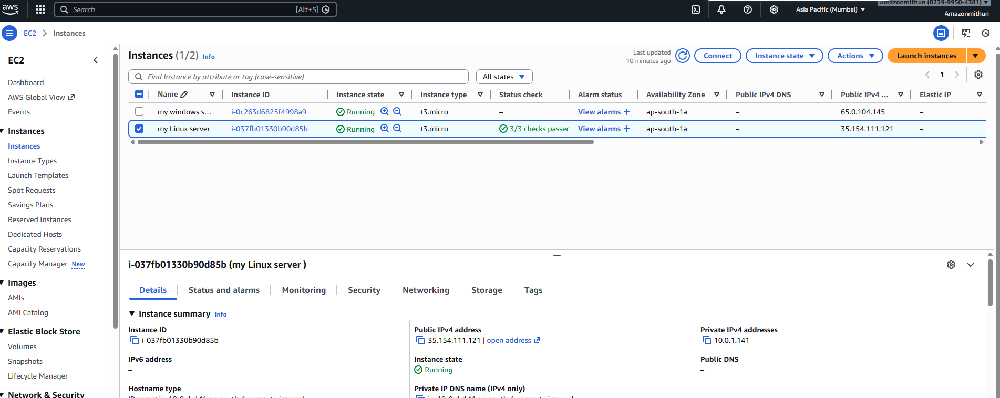 aws
Search [Alt+S]
Asia Pacific (Mumbai)
Amazonmithun (8239-9950-4381)
Amazonmithun
EC2 Instances
EC2
Dashboard
AWS Global View
Events
Instances
Instances
Instance Types
Launch Templates
Spot Requests
Savings Plans
Reserved Instances
Dedicated Hosts
Capacity Reservations
Capacity Manager New
Images
AMIs
AMI Catalog
Elastic Block Store
Volumes
Snapshots
Lifecycle Manager
Network & Security
Instances (1/2) Info
Last updated
10 minutes ago
Connect Instance state Actions Launch instances
Find Instance by attribute or tag (case-sensitive) All states 1
Name Instance ID Instance state Instance type Status check Alarm status Availability Zone Public IPv4 DNS Public IPv4 ... Elastic IP
my windows s... i-0c263d6825f4998a9 Running t3.micro – View alarms + ap-south-1a – 65.0.104.145 –
my Linux server i-037fb01330b90d85b Running t3.micro 3/3 checks passed View alarms + ap-south-1a – 35.154.111.121 –
i-037fb01330b90d85b (my Linux server )
Details Status and alarms Monitoring Security Networking Storage Tags
Instance summary Info
Instance ID
i-037fb01330b90d85b
Public IPv4 address
35.154.111.121 | open address
Private IPv4 addresses
10.0.1.141
IPv6 address
–
Instance state
Running
Public DNS
–
Hostname type
Private IP DNS name (IPv4 only)